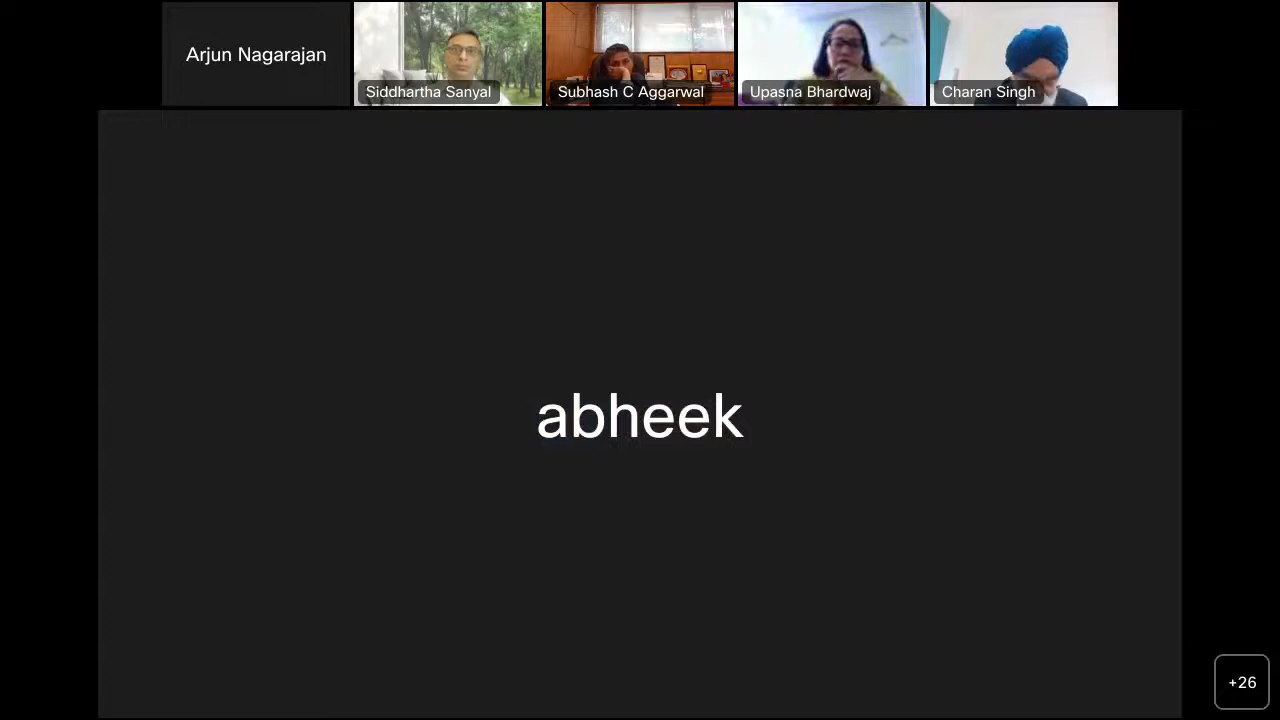 Arjun Nagarajan
Siddhartha Sanyal
Subhash C Aggarwal
Upasna Bhardwaj
Charan Singh
abheek
+26